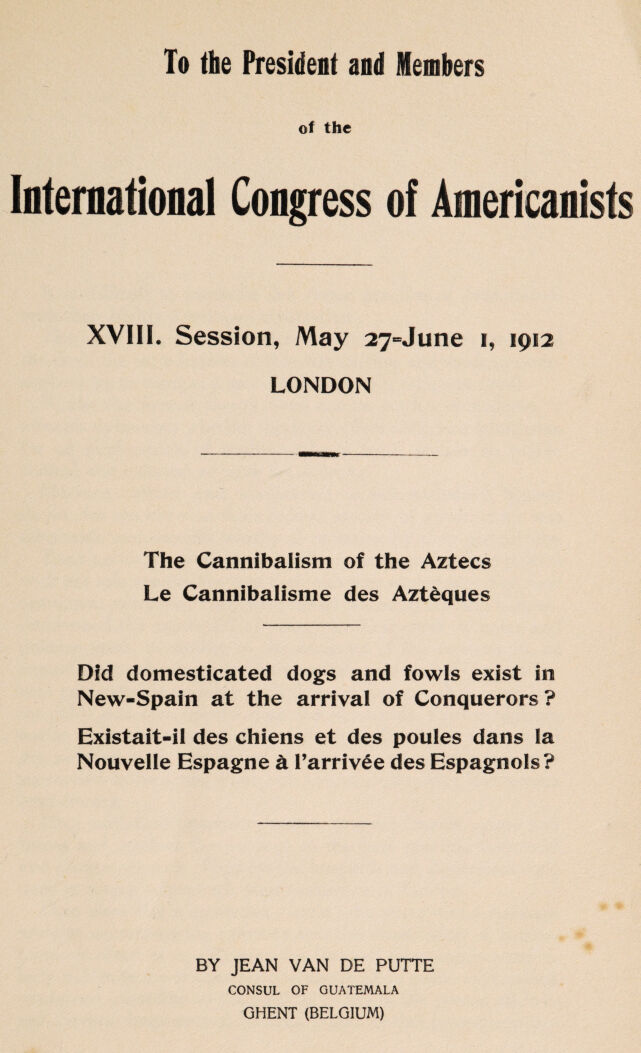 To the President and Members
of the
International Congress of Americanists
XVIII. Session, May 27-June 1, 1912
LONDON
The Cannibalism of the Aztecs
Le Cannibalisme des Aztèques
Did domesticated dogs and fowls exist in
New-Spain at the arrival of Conquerors ?
Existait-il des chiens et des poules dans la
Nouvelle Espagne à l'arrivée des Espagnols ?
BY JEAN VAN DE PUTTE
CONSUL OF GUATEMALA
GHENT (BELGIUM)